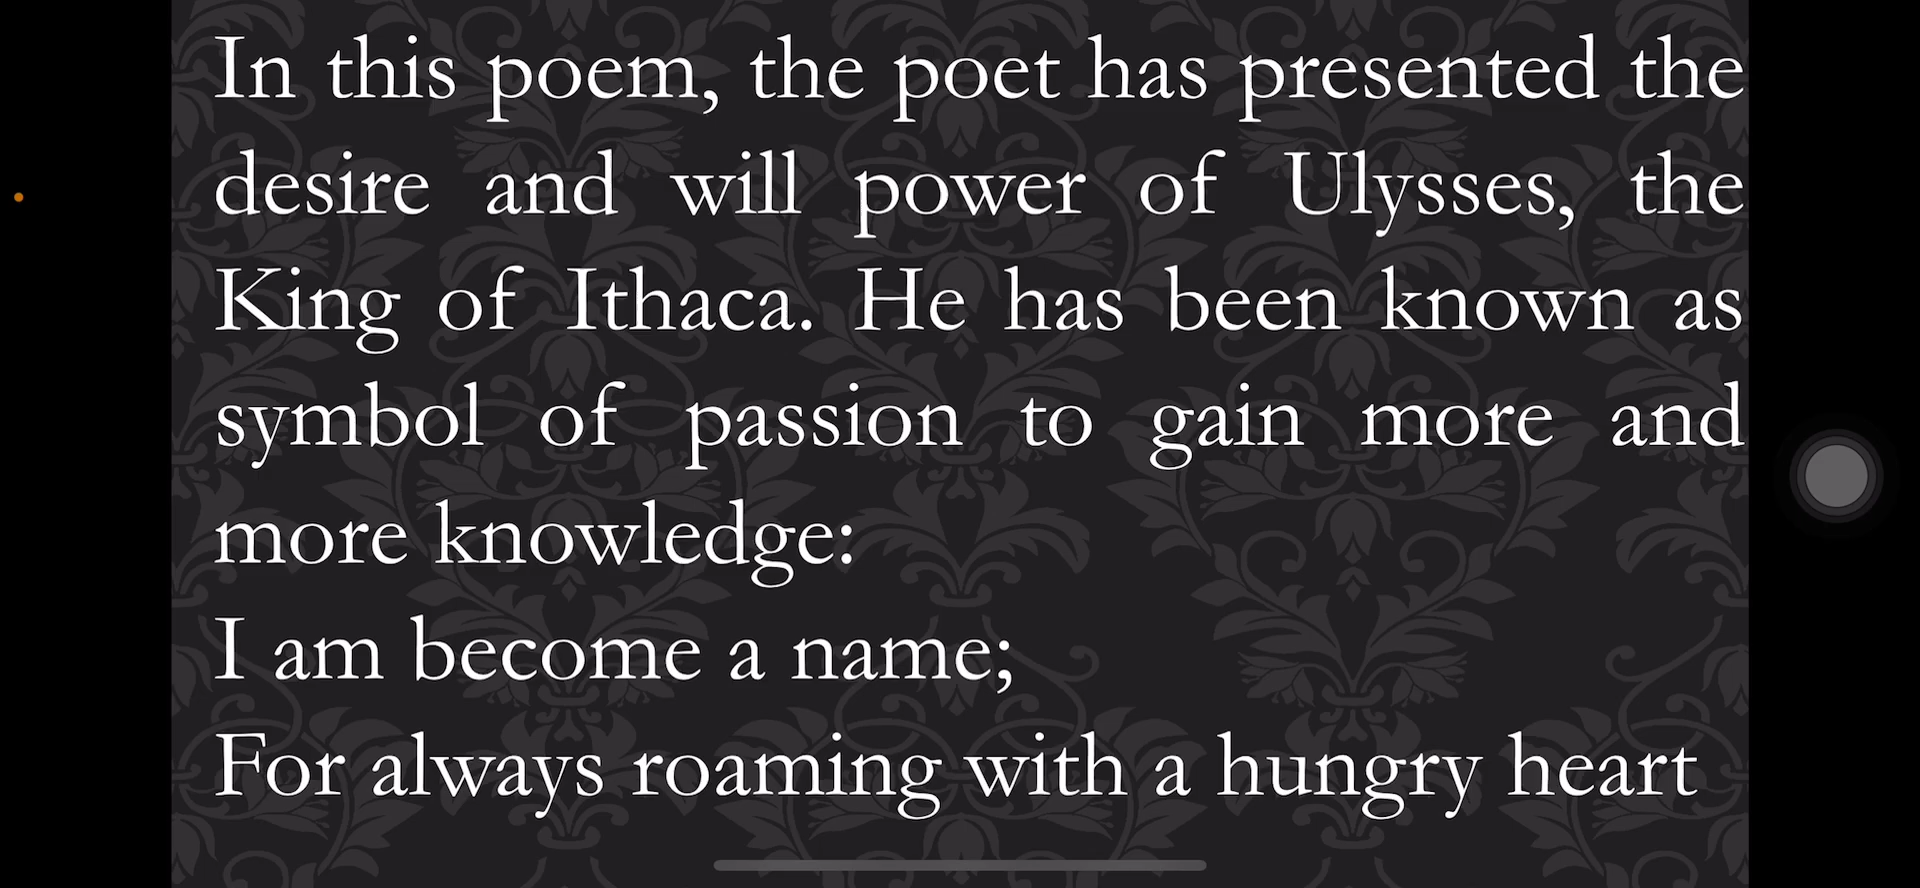 In this poem, the poet has presented the
desire and will power of Ulysses, the
King of Ithaca. He has been known as
symbol of passion to gain more and
more knowledge:
I am become a name;
For always roaming with a hungry heart